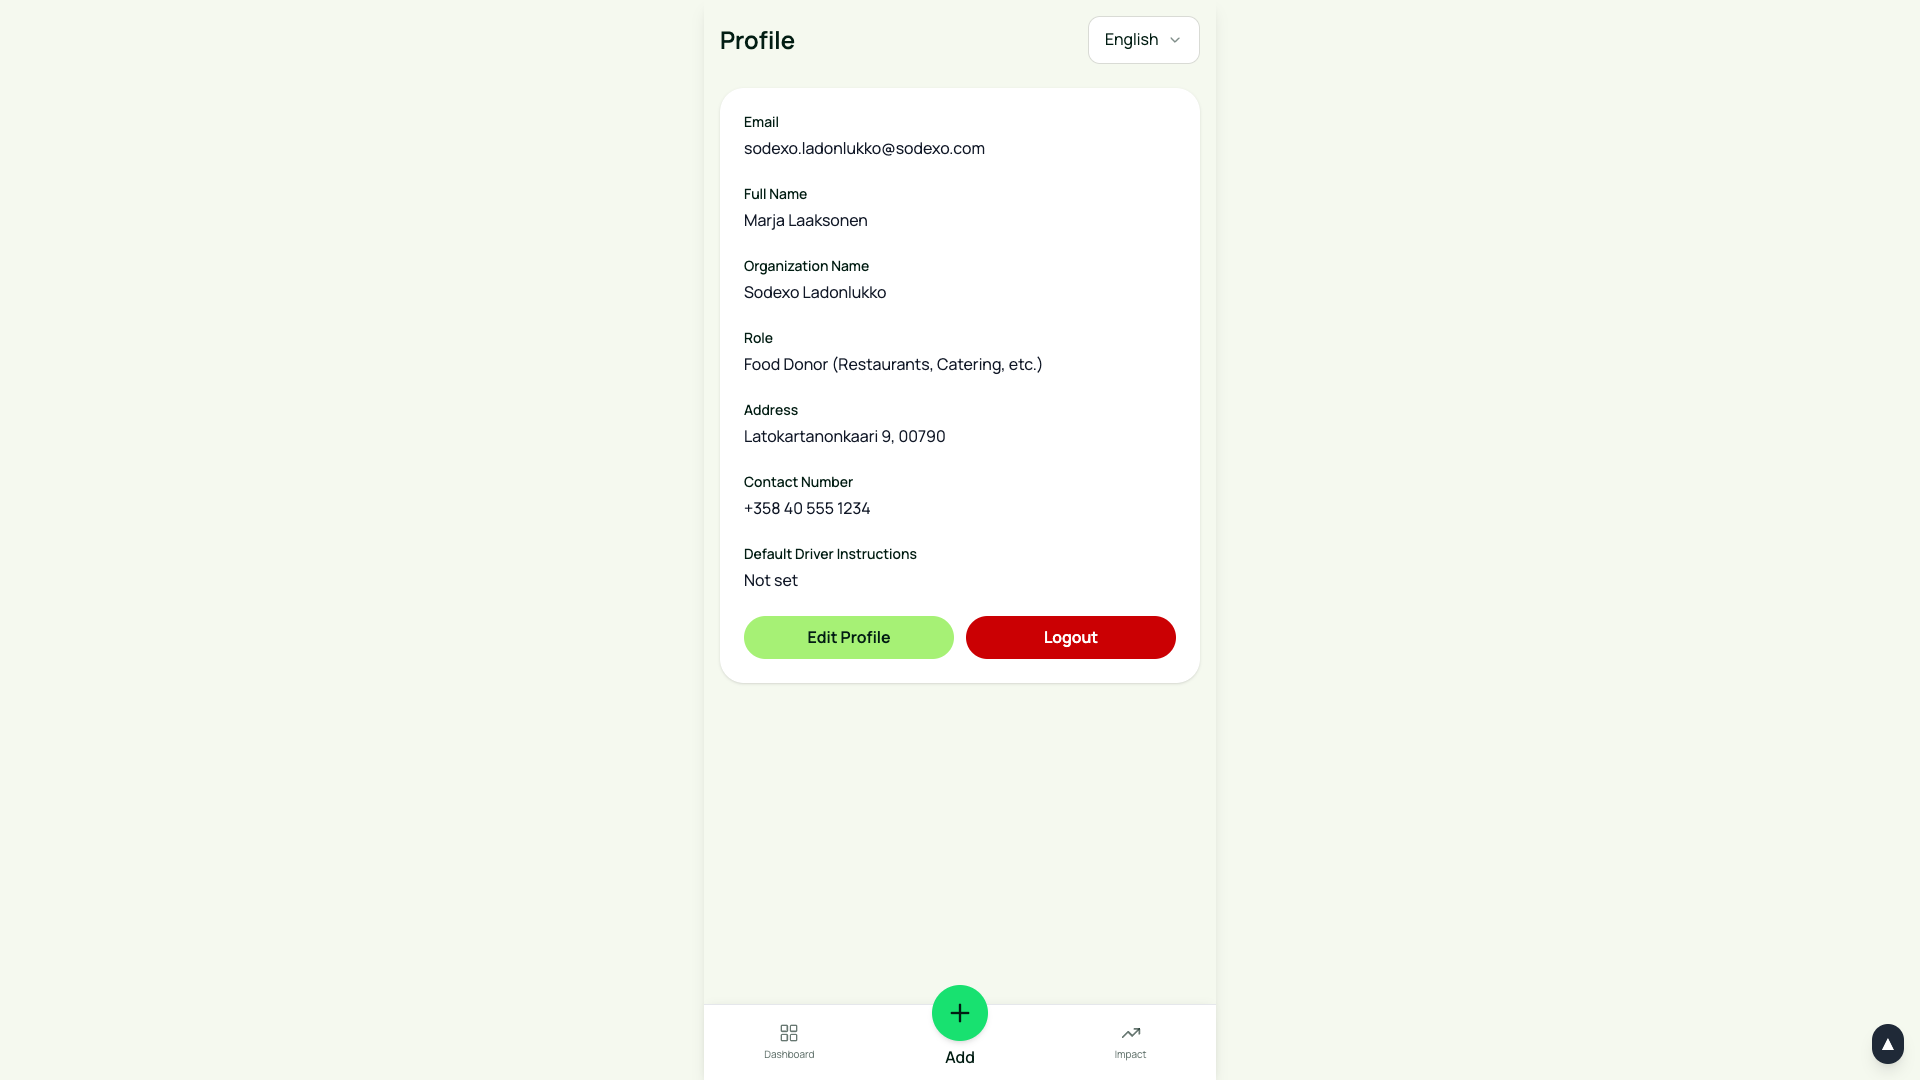 Profile
English
Email
sodexo.ladonlukko@sodexo.com
Full Name
Marja Laaksonen
Organization Name
Sodexo Ladonlukko
Role
Food Donor (Restaurants, Catering, etc.)
Address
Latokartanonkaari 9, 00790
Contact Number
+358 40 555 1234
Default Driver Instructions
Not set
Edit Profile
Logout
Dashboard
Add
Impact